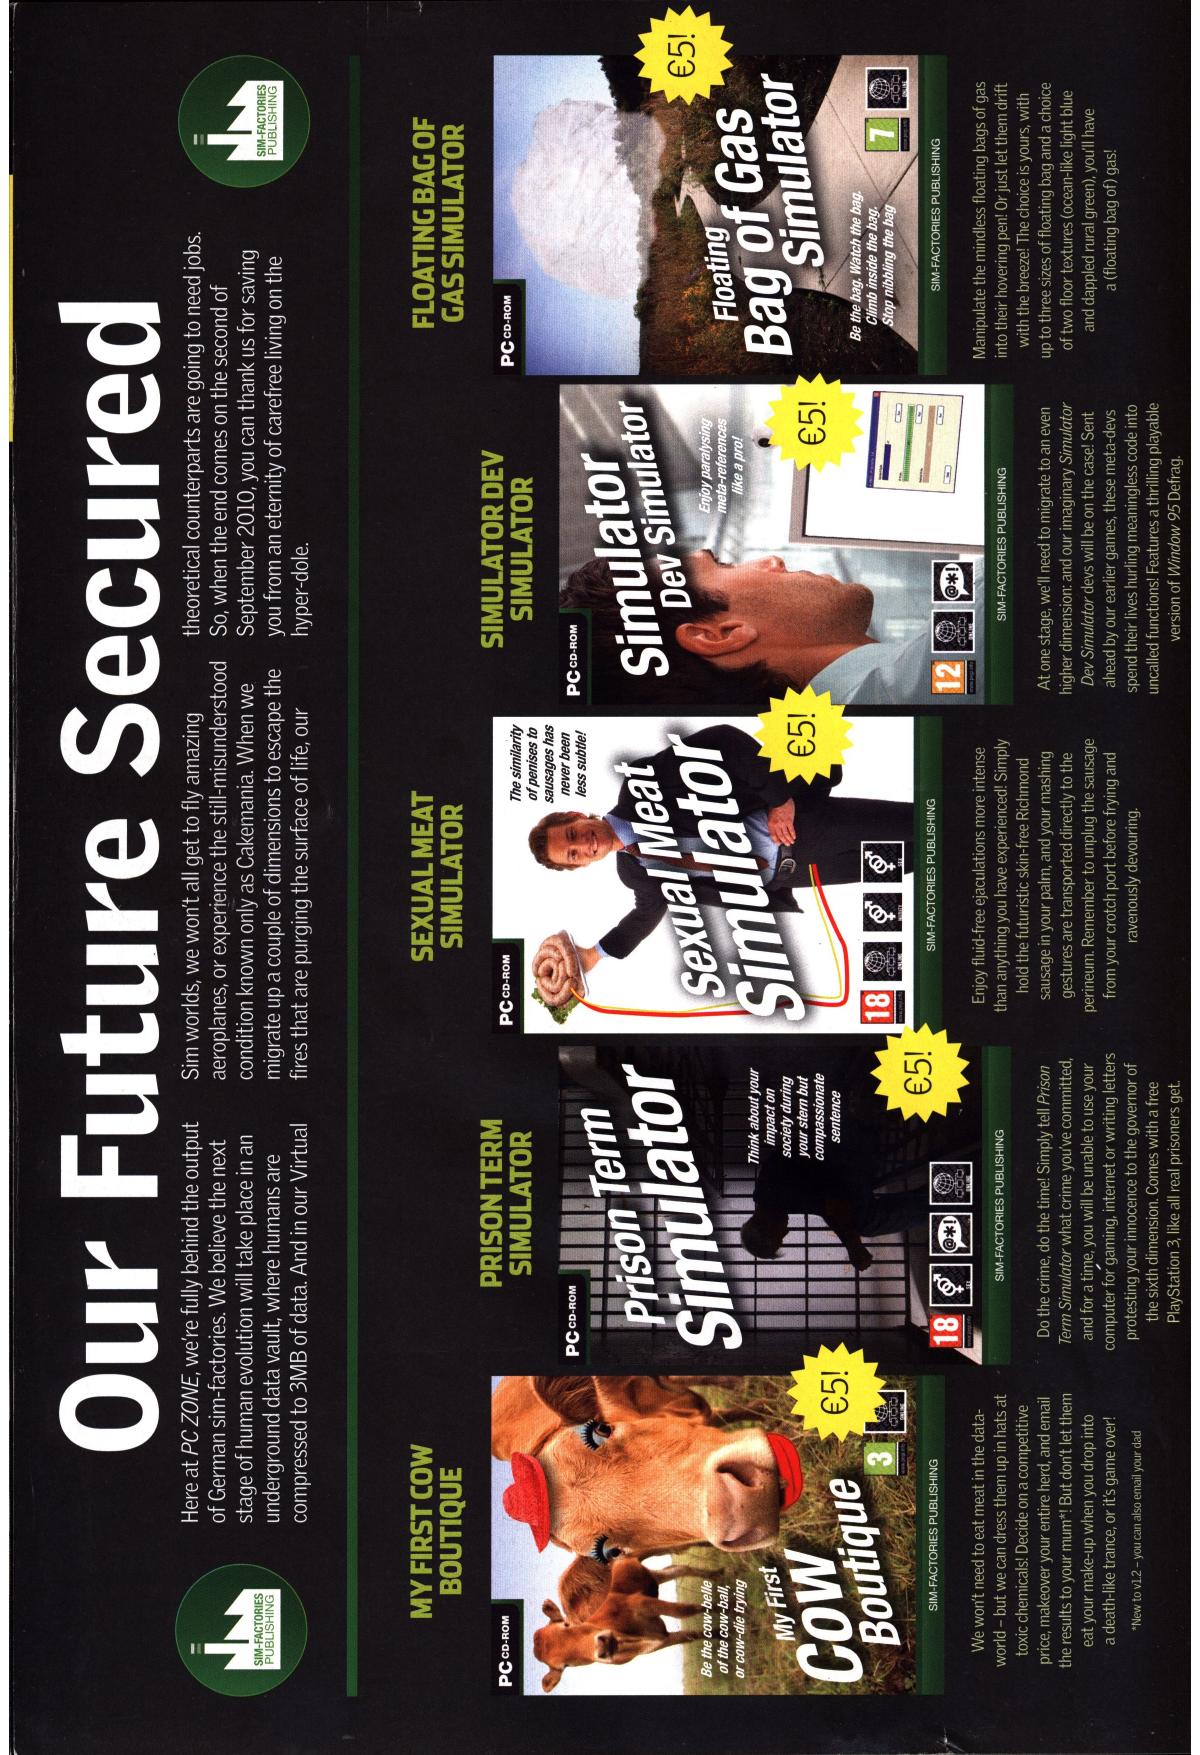 Our Future Secured
SIM-FACTORIES
PUBLISHING
Here at PC ZONE, we're fully behind the output
of German sim-factories. We believe the next
stage of human evolution will take place in an
underground data vault, where humans are
compressed to 3MB of data. And in our Virtual
Sim worlds, we won't all get to fly amazing
aeroplanes, or experience the still-misunderstood
condition known only as Cakemania. When we
migrate up a couple of dimensions to escape the
fires that are purging the surface of life, our
theoretical counterparts are going to need jobs.
So, when the end comes on the second of
September 2010, you can thank us for saving
you from an eternity of carefree living on the
hyper-dole.
SIM-FACTORIES
PUBLISHING
MY FIRST COW
BOUTIQUE
PC CD-ROM
Be the cow-belle
of the cow-ball,
or cow-die trying
My First
Cow
Boutique
€5!
3
ONLINE
SIM-FACTORIES PUBLISHING
We won't need to eat meat in the data-
world – but we can dress them up in hats at
toxic chemicals! Decide on a competitive
price, makeover your entire herd, and email
the results to your mum*! But don't let them
eat your make-up when you drop into
a death-like trance, or it's game over!
*New to v1.2 – you can also email your dad
PRISON TERM
SIMULATOR
PC CD-ROM
Prison Term
Simulator
Think about your
impact on
society during
your stern but
compassionate
sentence
€5!
18
ONLINE
SIM-FACTORIES PUBLISHING
Do the crime, do the time! Simply tell Prison
Term Simulator what crime you've committed,
and for a time, you will be unable to use your
computer for gaming, internet or writing letters
protesting your innocence to the governor of
the sixth dimension. Comes with a free
PlayStation 3, like all real prisoners get.
SEXUAL MEAT
SIMULATOR
PC CD-ROM
The similarity
of penises to
sausages has
never been
less subtle!
Sexual Meat
Simulator
€5!
18
ONLINE
SEX
SIM-FACTORIES PUBLISHING
Enjoy fluid-free ejaculations more intense
than anything you have experienced! Simply
hold the futuristic skin-free Richmond
sausage in your palm, and your mashing
gestures are transported directly to the
perineum. Remember to unplug the sausage
from your crotch port before frying and
ravenously devouring.
SIMULATOR DEV
SIMULATOR
PC CD-ROM
Simulator
Dev Simulator
Enjoy paralysing
meta-references
like a pro!
€5!
12
ONLINE
SIM-FACTORIES PUBLISHING
At one stage, we'll need to migrate to an even
higher dimension: and our imaginary Simulator
Dev Simulator devs will be on the case! Sent
ahead by our earlier games, these meta-devs
spend their lives hurling meaningless code into
uncalled functions! Features a thrilling playable
version of Windows 95 Defrag.
FLOATING BAG OF
GAS SIMULATOR
PC CD-ROM
Floating
Bag of Gas
Simulator
Be the bag. Watch the bag.
Climb inside the bag.
Stop nibbling the bag
€5!
7
ONLINE
SIM-FACTORIES PUBLISHING
Manipulate the mindless floating bags of gas
into their hovering pen! Or just let them drift
with the breeze! The choice is yours, with
up to three sizes of floating bag and a choice
of two floor textures (ocean-like light blue
and dappled rural green), you'll have
a (floating bag of) gas!